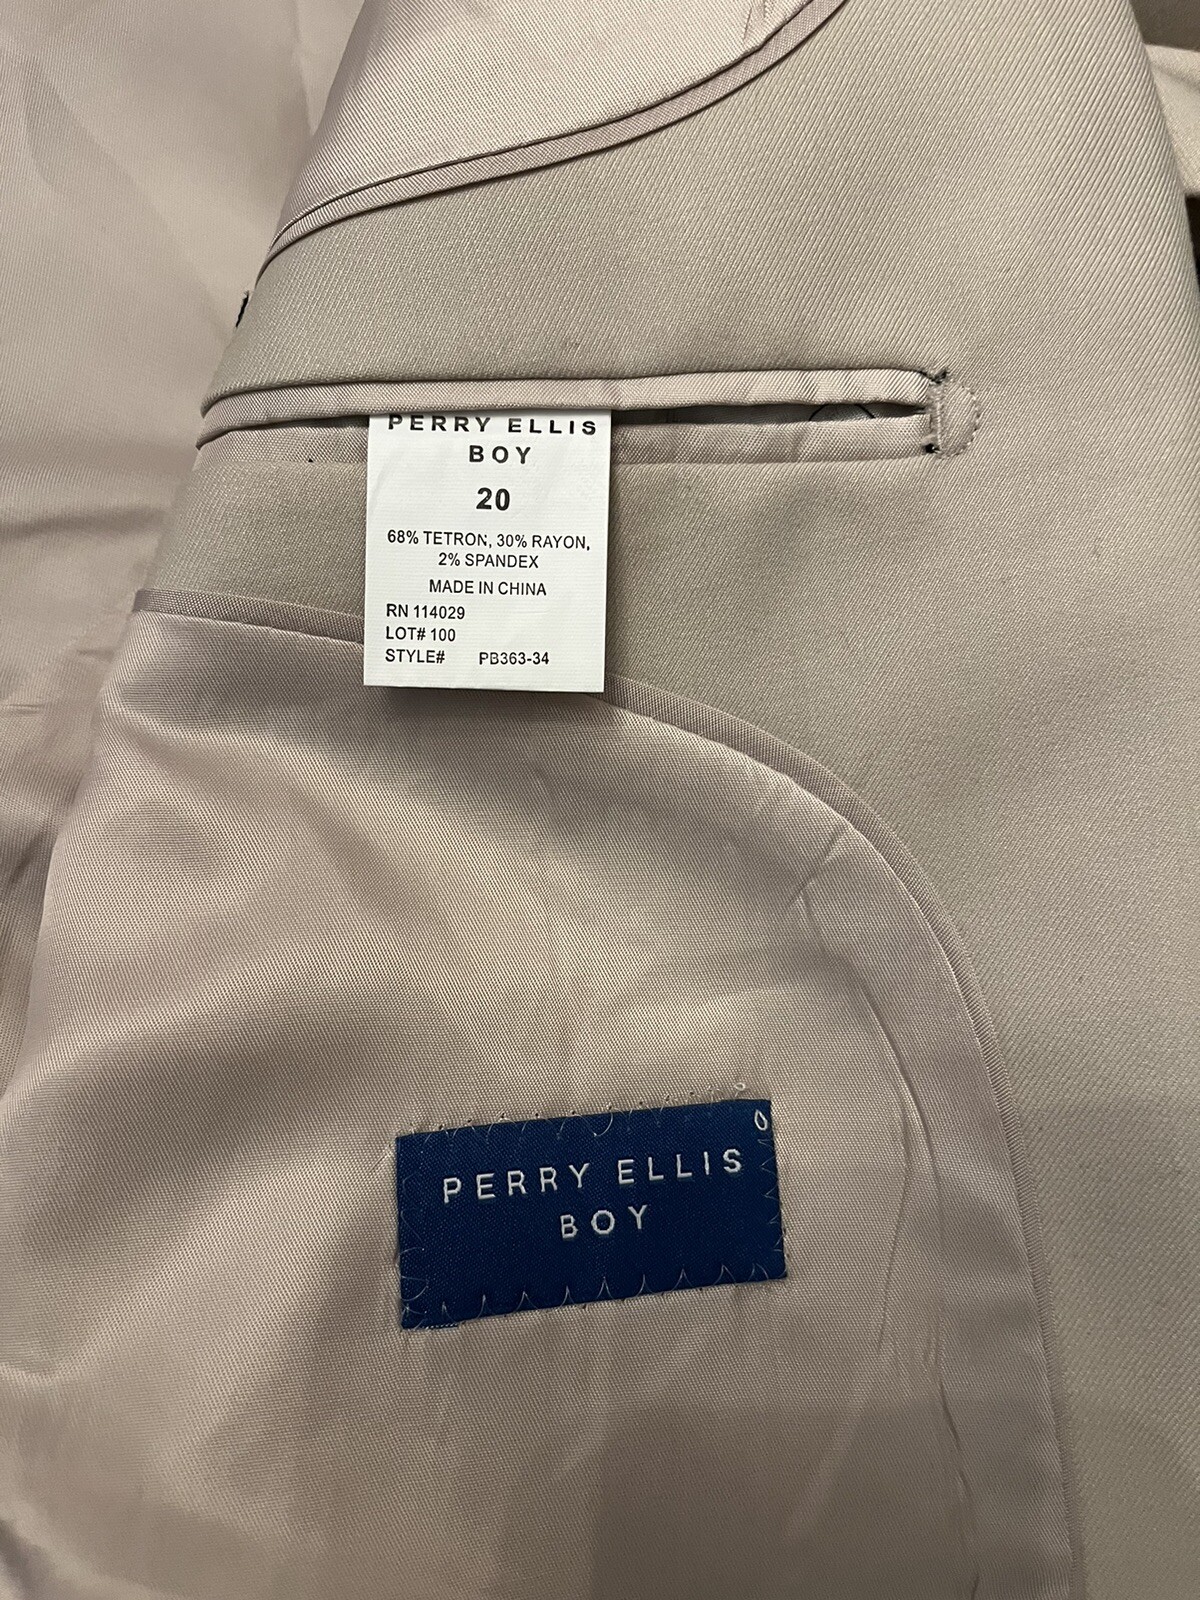 PERRY ELLIS
BOY
20
68% TETRON, 30% RAYON,
2% SPANDEX
MADE IN CHINA
RN 114029
LOT# 100
STYLE# PB363-34
PERRY ELLIS
BOY